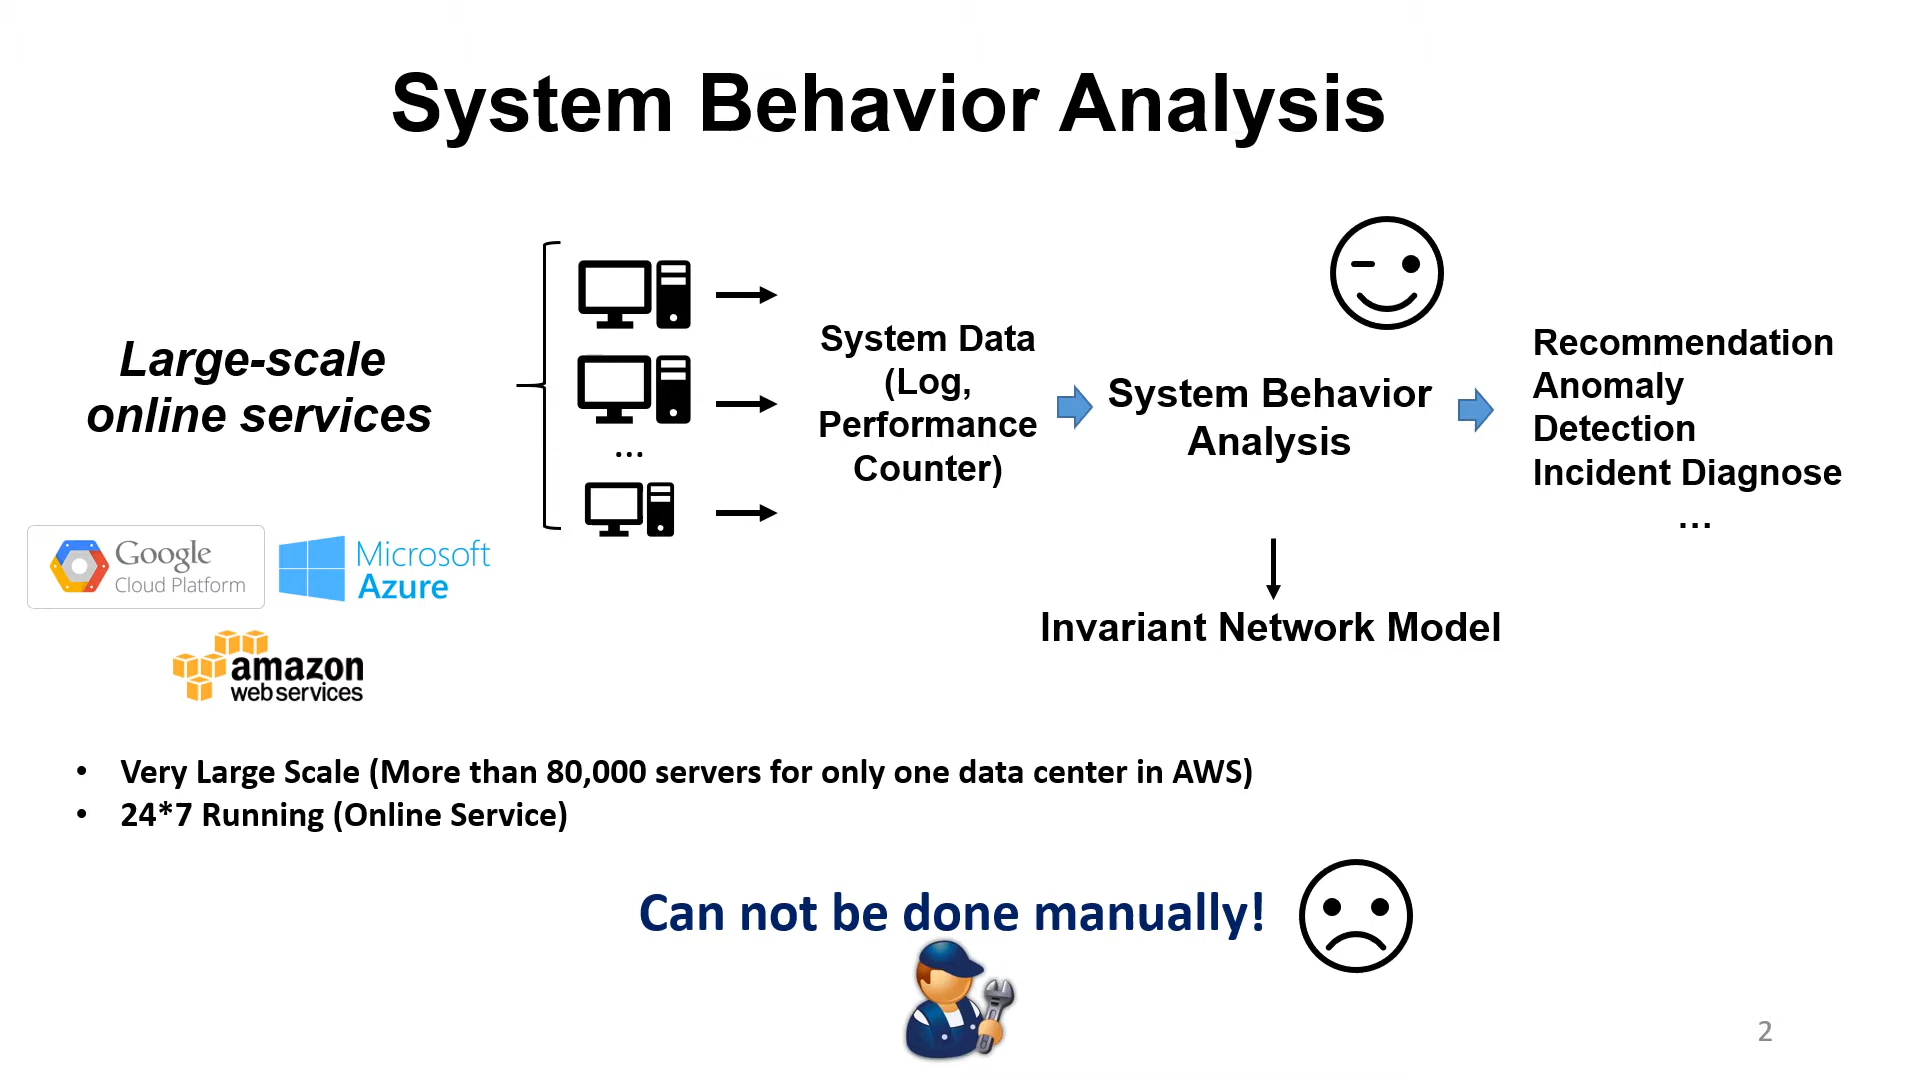 System Behavior Analysis
Large-scale
online services
...
System Data
(Log,
Performance
Counter)
System Behavior
Analysis
Recommendation
Anomaly
Detection
Incident Diagnose
...
Invariant Network Model
Google
Cloud Platform
Microsoft
Azure
amazon
webservices
• Very Large Scale (More than 80,000 servers for only one data center in AWS)
• 24*7 Running (Online Service)
Can not be done manually!
2